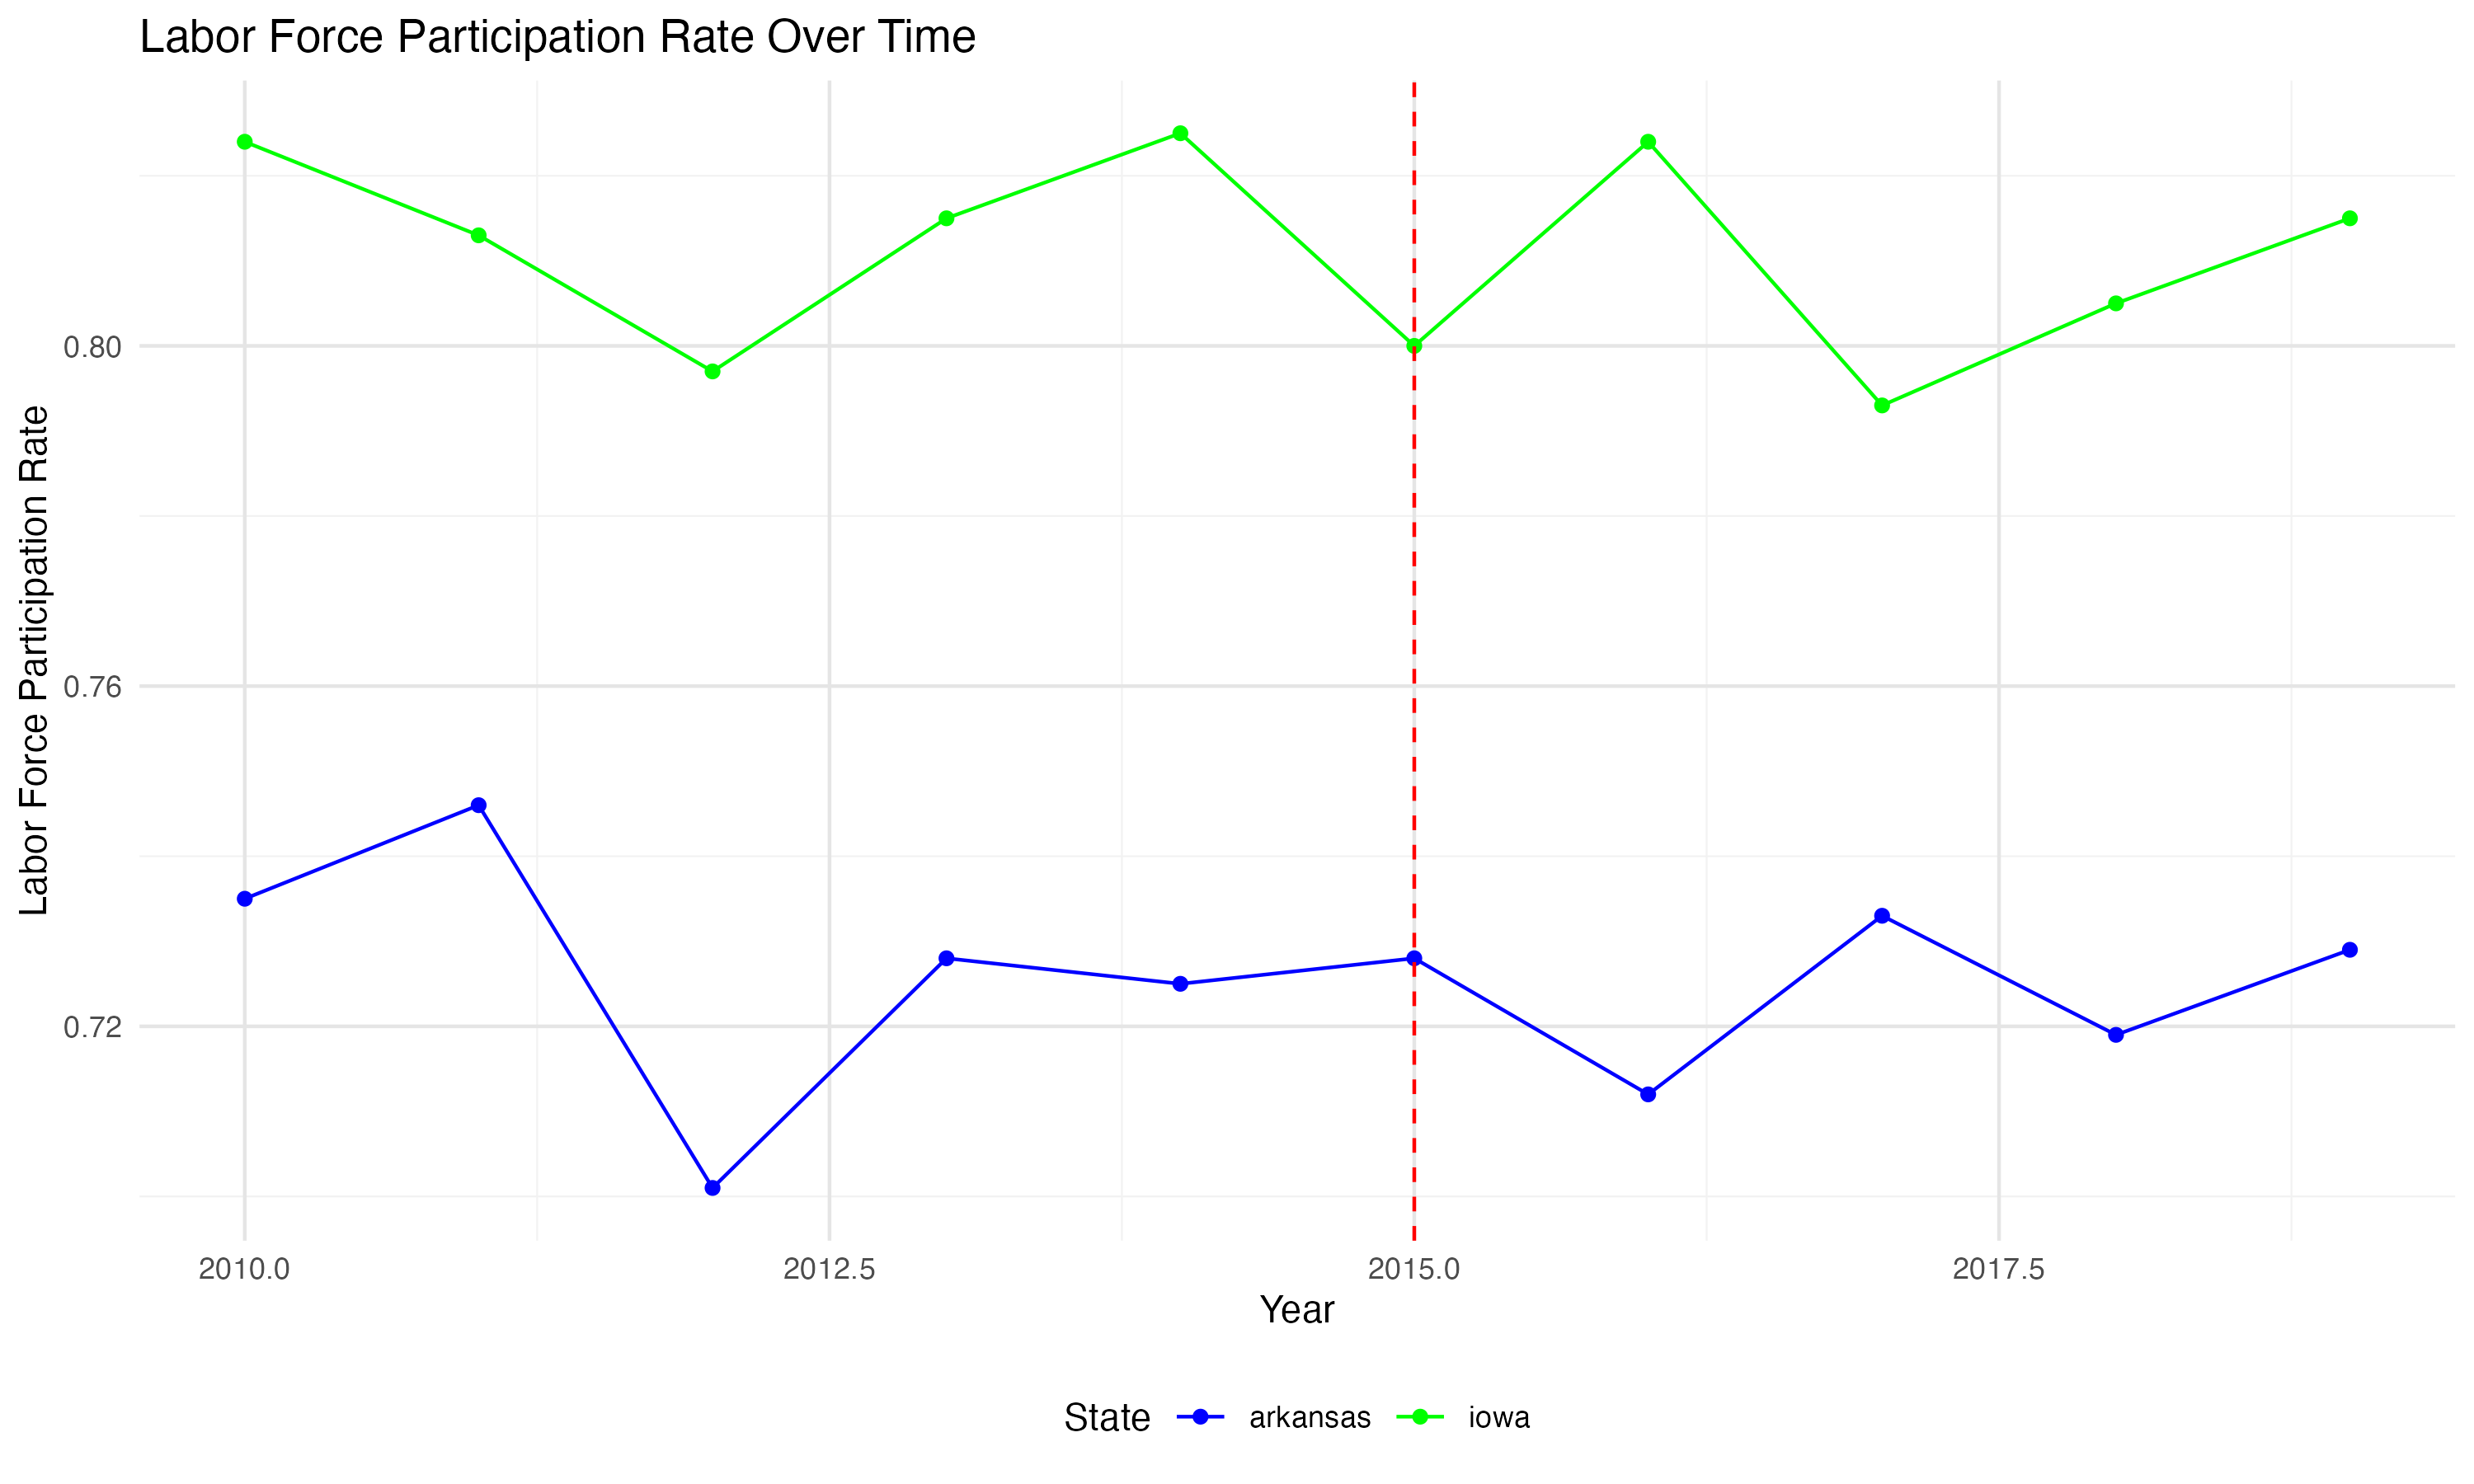 Labor Force Participation Rate Over Time
Labor Force Participation Rate
0.80
0.76
0.72
2010.0 2012.5 2015.0 2017.5
Year
State arkansas iowa